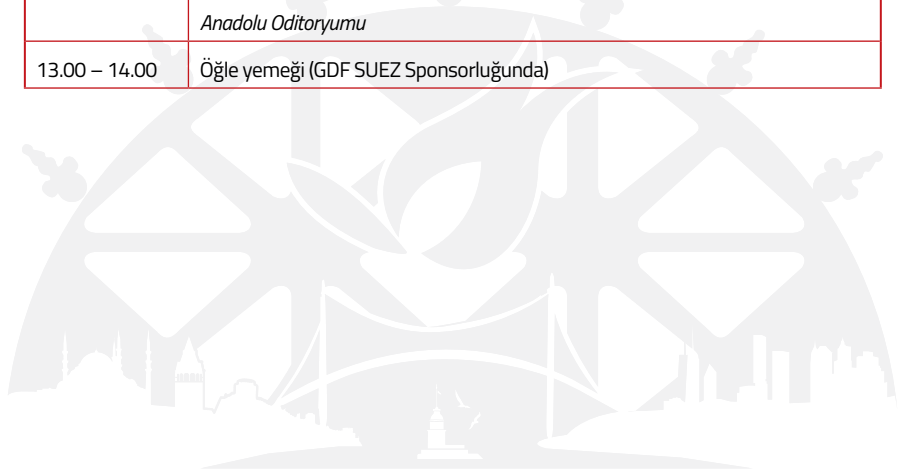 Anadolu Oditoryumu
13.00 – 14.00 Öğle yemeği (GDF SUEZ Sponsorluğunda)